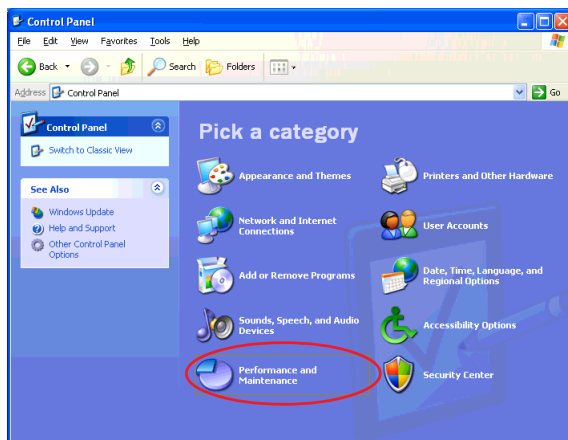 Control Panel
File Edit View Favorites Tools Help
Back Search Folders
Address Control Panel Go
Control Panel
Switch to Classic View
See Also
Windows Update
Help and Support
Other Control Panel
Options
Pick a category
Appearance and Themes
Printers and Other Hardware
Network and Internet
Connections
User Accounts
Add or Remove Programs
Date, Time, Language, and
Regional Options
Sounds, Speech, and Audio
Devices
Accessibility Options
Performance and
Maintenance
Security Center